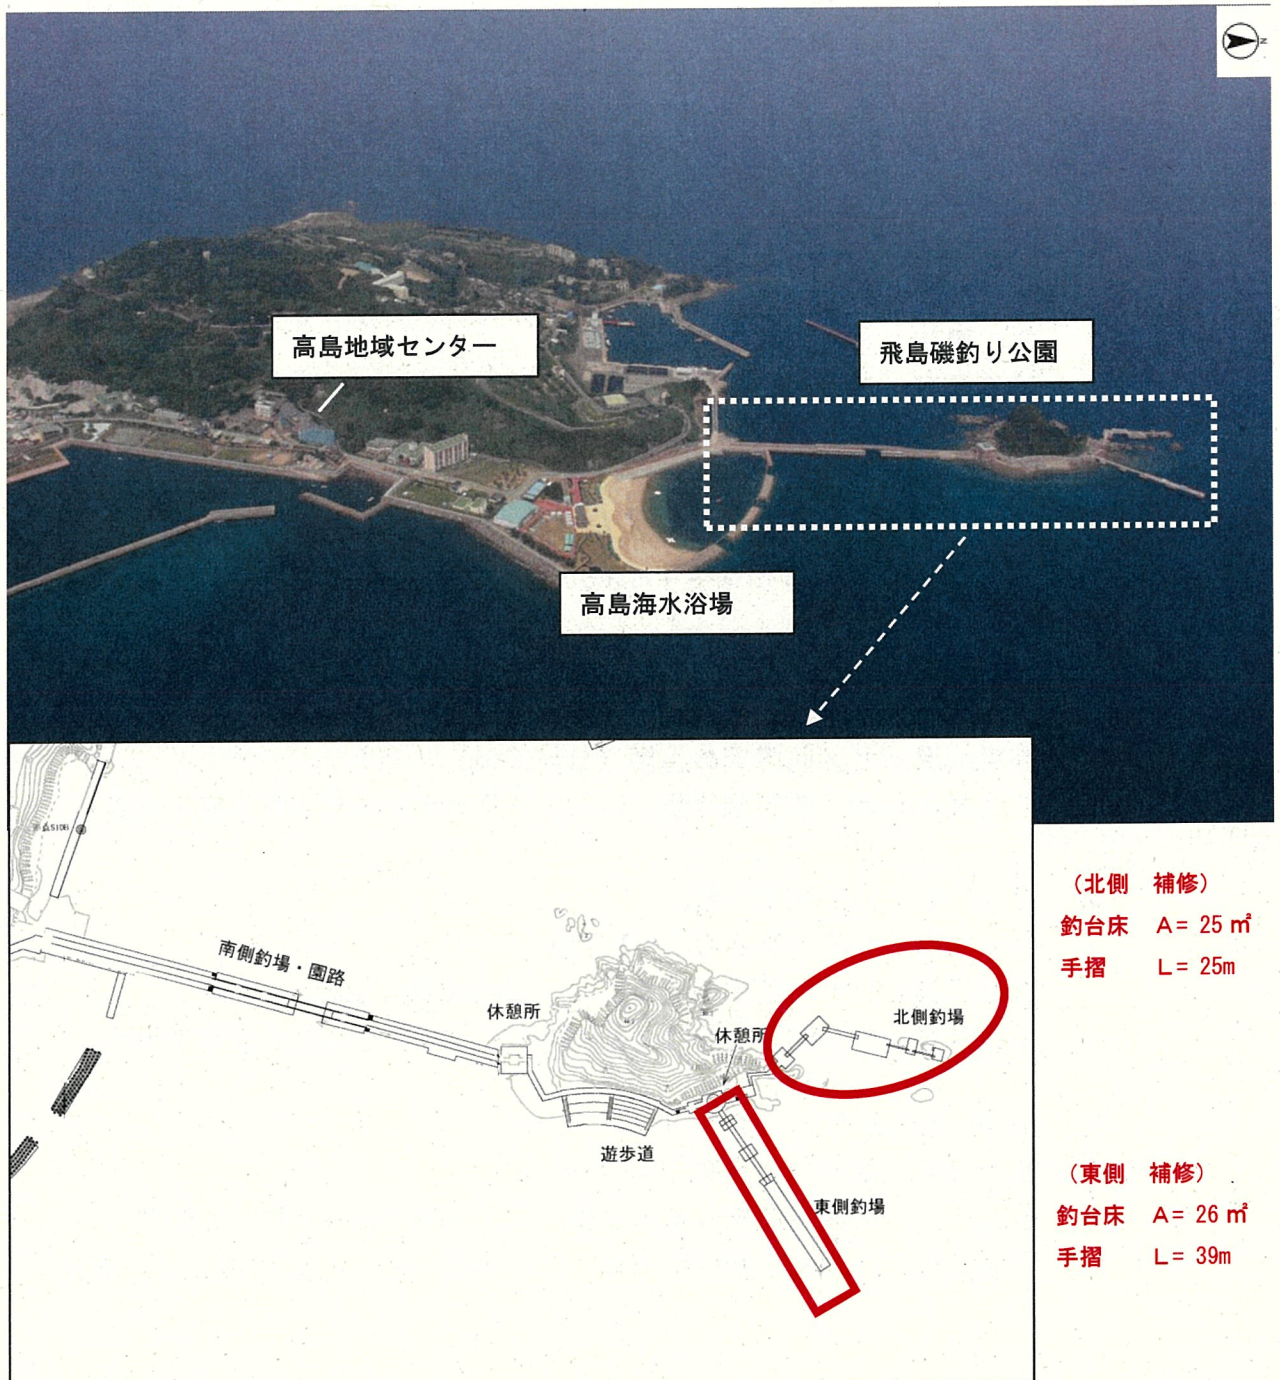 N
高島地域センター
飛島磯釣り公園
高島海水浴場
南側釣場・園路
休憩所
休憩所
北側釣場
遊歩道
東側釣場
（北側　補修）
釣台床　A= 25 ㎡
手摺　L= 25m
（東側　補修）
釣台床　A= 26 ㎡
手摺　L= 39m